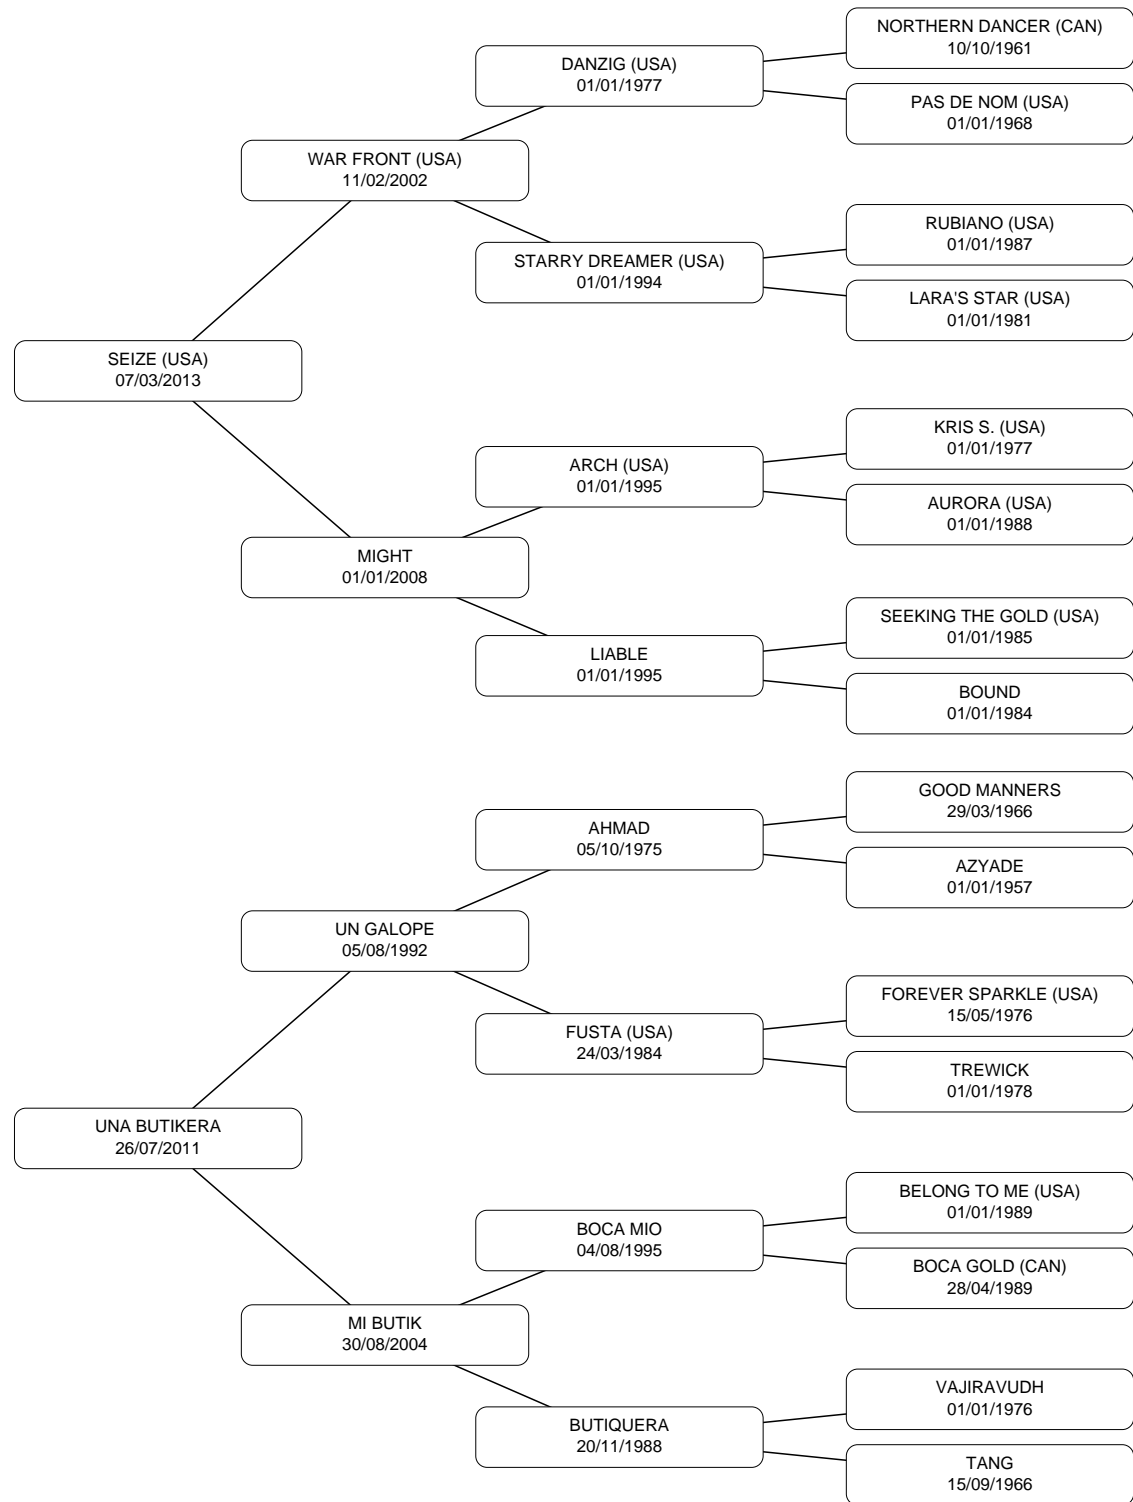 NORTHERN DANCER (CAN)
10/10/1961
DANZIG (USA)
01/01/1977
PAS DE NOM (USA)
01/01/1968
WAR FRONT (USA)
11/02/2002
RUBIANO (USA)
01/01/1987
STARRY DREAMER (USA)
01/01/1994
LARA'S STAR (USA)
01/01/1981
SEIZE (USA)
07/03/2013
KRIS S. (USA)
01/01/1977
ARCH (USA)
01/01/1995
AURORA (USA)
01/01/1988
MIGHT
01/01/2008
SEEKING THE GOLD (USA)
01/01/1985
LIABLE
01/01/1995
BOUND
01/01/1984
GOOD MANNERS
29/03/1966
AHMAD
05/10/1975
AZYADE
01/01/1957
UN GALOPE
05/08/1992
FOREVER SPARKLE (USA)
15/05/1976
FUSTA (USA)
24/03/1984
TREWICK
01/01/1978
UNA BUTIKERA
26/07/2011
BELONG TO ME (USA)
01/01/1989
BOCA MIO
04/08/1995
BOCA GOLD (CAN)
28/04/1989
MI BUTIK
30/08/2004
VAJIRAVUDH
01/01/1976
BUTIQUERA
20/11/1988
TANG
15/09/1966